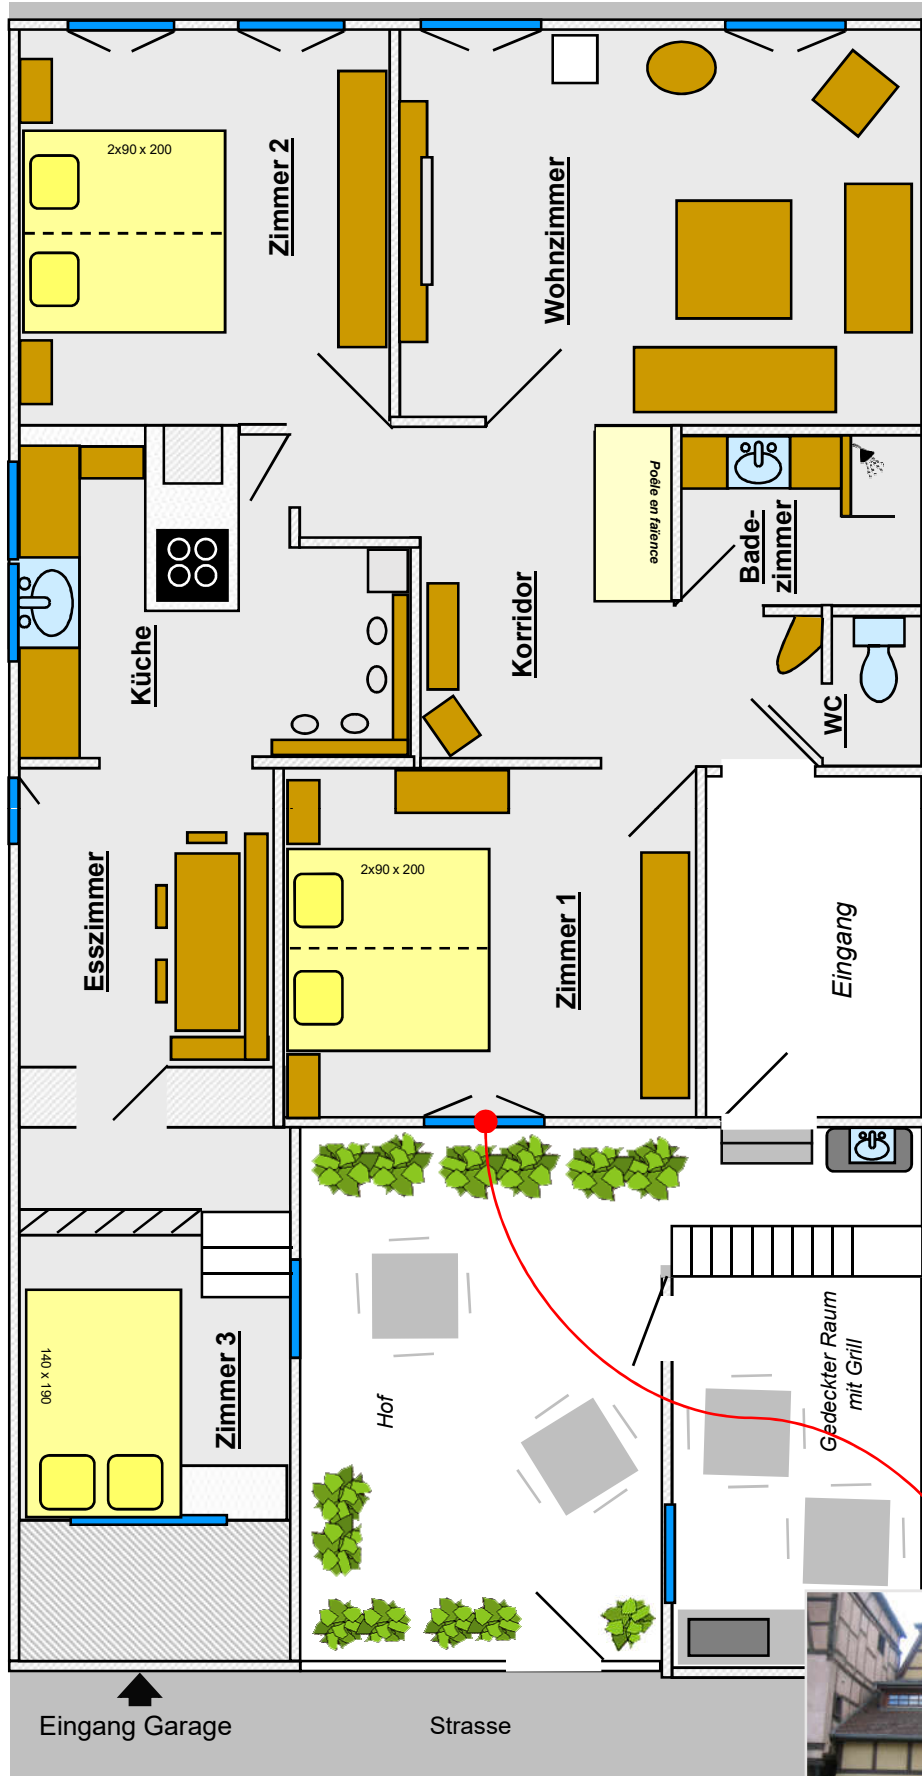 2x90 x 200
Zimmer 2
Wohnzimmer
Poêle en faïence
Bade-
zimmer
Korridor
Küche
WC
Esszimmer
2x90 x 200
Zimmer 1
Eingang
140 x 190
Zimmer 3
Hof
Gedeckter Raum
mit Grill
Eingang Garage
Strasse